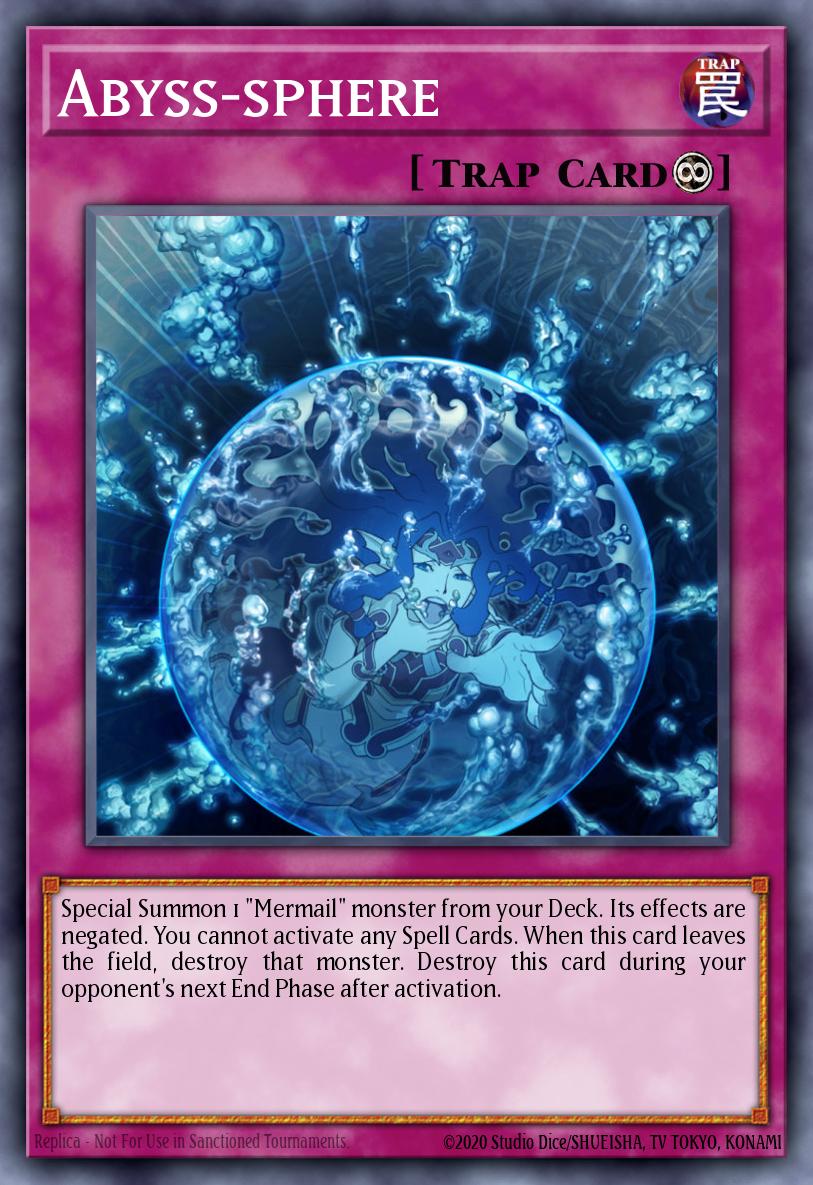 ABYSS-SPHERE
TRAP
罠
[ TRAP CARD ]
Special Summon 1 "Mermail" monster from your Deck. Its effects are
negated. You cannot activate any Spell Cards. When this card leaves
the field, destroy that monster. Destroy this card during your
opponent's next End Phase after activation.
Replica - Not For Use in Sanctioned Tournaments.
©2020 Studio Dice/SHUEISHA, TV TOKYO, KONAMI